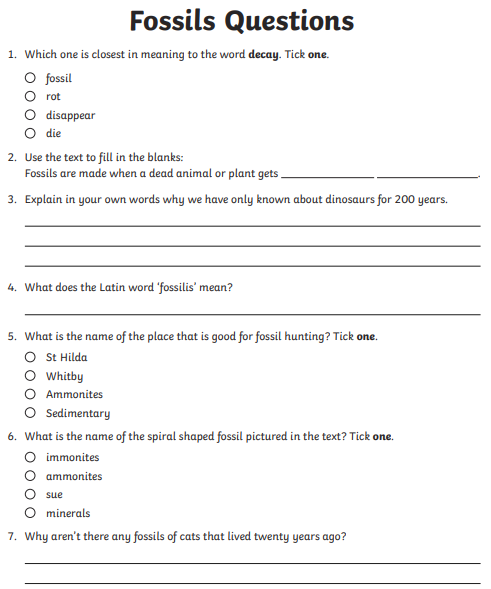 Fossils Questions
1. Which one is closest in meaning to the word decay. Tick one.
fossil
rot
disappear
die
2. Use the text to fill in the blanks:
Fossils are made when a dead animal or plant gets ________________ ________________.
3. Explain in your own words why we have only known about dinosaurs for 200 years.
4. What does the Latin word ‘fossilis’ mean?
5. What is the name of the place that is good for fossil hunting? Tick one.
St Hilda
Whitby
Ammonites
Sedimentary
6. What is the name of the spiral shaped fossil pictured in the text? Tick one.
immonites
ammonites
sue
minerals
7. Why aren’t there any fossils of cats that lived twenty years ago?